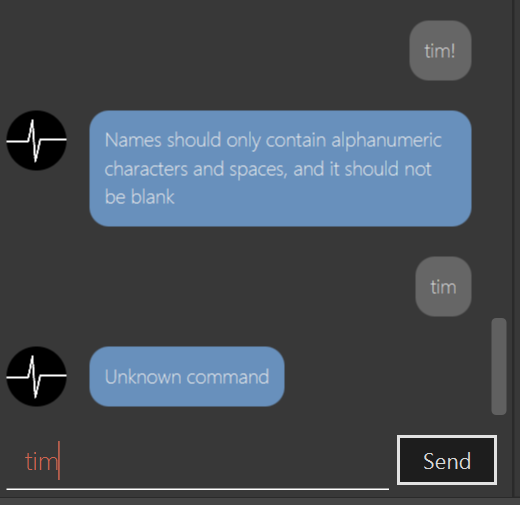 tim!
Names should only contain alphanumeric
characters and spaces, and it should not
be blank
tim
Unknown command
tim
Send